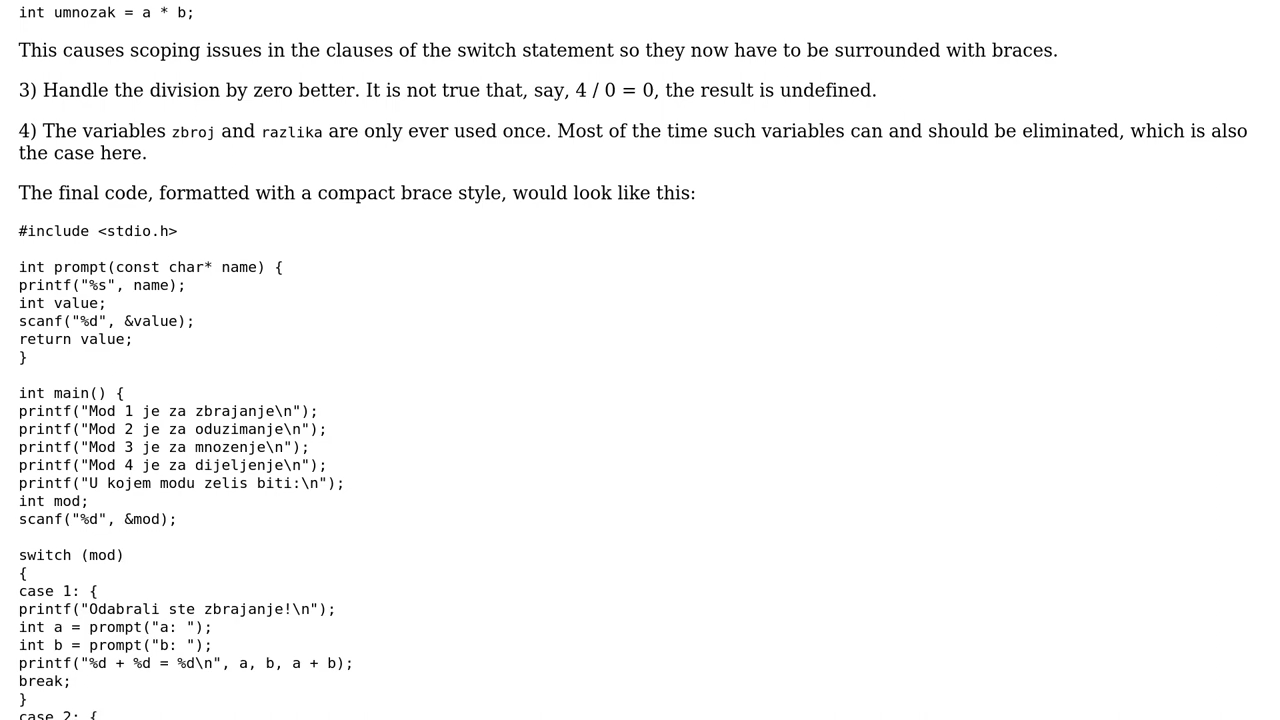 int umnozak = a * b;
This causes scoping issues in the clauses of the switch statement so they now have to be surrounded with braces.
3) Handle the division by zero better. It is not true that, say, 4 / 0 = 0, the result is undefined.
4) The variables zbroj and razlika are only ever used once. Most of the time such variables can and should be eliminated, which is also
the case here.
The final code, formatted with a compact brace style, would look like this:
#include <stdio.h>
int prompt(const char* name) {
printf("%s", name);
int value;
scanf("%d", &value);
return value;
}
int main() {
printf("Mod 1 je za zbrajanje\n");
printf("Mod 2 je za oduzimanje\n");
printf("Mod 3 je za mnozenje\n");
printf("Mod 4 je za dijeljenje\n");
printf("U kojem modu zelis biti:\n");
int mod;
scanf("%d", &mod);
switch (mod)
{
case 1: {
printf("Odabrali ste zbrajanje!\n");
int a = prompt("a: ");
int b = prompt("b: ");
printf("%d + %d = %d\n", a, b, a + b);
break;
}
case 2: {